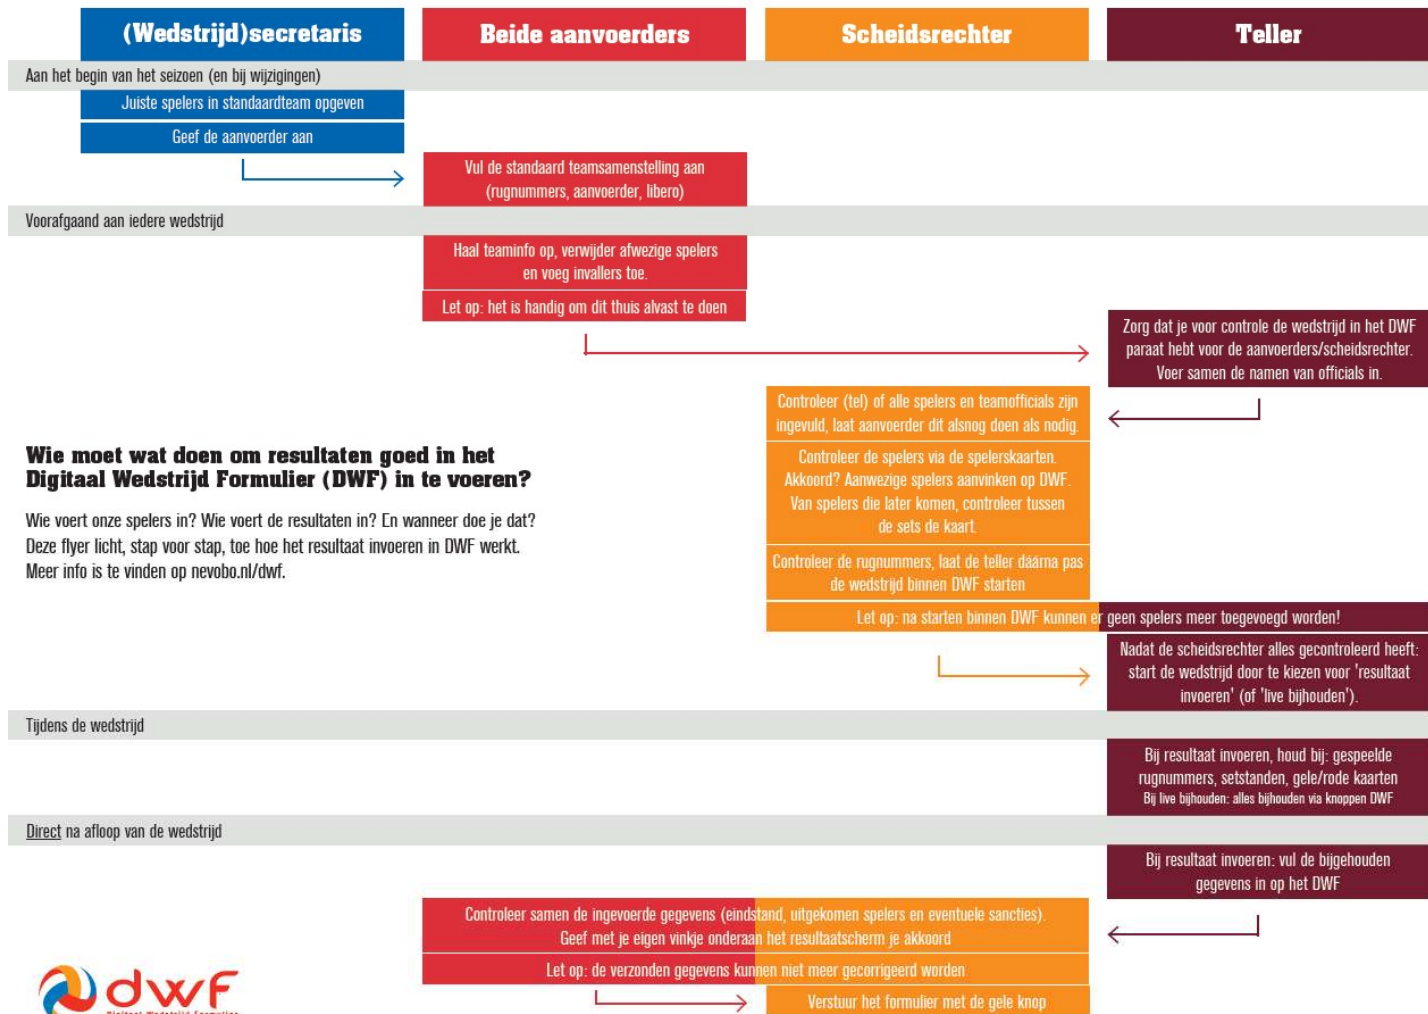 (Wedstrijd)secretaris
Beide aanvoerders
Scheidsrechter
Teller
Aan het begin van het seizoen (en bij wijzigingen)
Juiste spelers in standaardteam opgeven
Geef de aanvoerder aan
Vul de standaard teamsamenstelling aan
(rugnummers, aanvoerder, libero)
Voorafgaand aan iedere wedstrijd
Haal teaminfo op, verwijder afwezige spelers
en voeg invallers toe.
Let op: het is handig om dit thuis alvast te doen
Zorg dat je voor controle de wedstrijd in het DWF
paraat hebt voor de aanvoerders/scheidsrechter.
Voer samen de namen van officials in.
Controleer (tel) of alle spelers en teamofficials zijn
ingevuld, laat aanvoerder dit alsnog doen als nodig.
Controleer de spelers via de spelerskaarten.
Akkoord? Aanwezige spelers aanvinken op DWF.
Van spelers die later komen, controleer tussen
de sets de kaart.
Controleer de rugnummers, laat de teller dáárna pas
de wedstrijd binnen DWF starten
Wie moet wat doen om resultaten goed in het
Digitaal Wedstrijd Formulier (DWF) in te voeren?
Wie voert onze spelers in? Wie voert de resultaten in? En wanneer doe je dat?
Deze flyer licht, stap voor stap, toe hoe het resultaat invoeren in DWF werkt.
Meer info is te vinden op nevobo.nl/dwf.
Let op: na starten binnen DWF kunnen er geen spelers meer toegevoegd worden!
Nadat de scheidsrechter alles gecontroleerd heeft:
start de wedstrijd door te kiezen voor 'resultaat
invoeren' (of 'live bijhouden').
Tijdens de wedstrijd
Bij resultaat invoeren, houd bij: gespeelde
rugnummers, setstanden, gele/rode kaarten
Bij live bijhouden: alles bijhouden via knoppen DWF
Direct na afloop van de wedstrijd
Bij resultaat invoeren: vul de bijgehouden
gegevens in op het DWF
Controleer samen de ingevoerde gegevens (eindstand, uitgekomen spelers en eventuele sancties).
Geef met je eigen vinkje onderaan het resultaatscherm je akkoord
Let op: de verzonden gegevens kunnen niet meer gecorrigeerd worden
Verstuur het formulier met de gele knop
dwf
Digitaal Wedstrijd Formulier